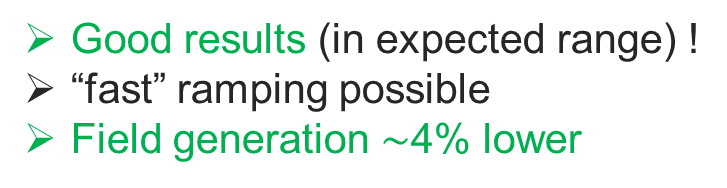 ➢ Good results (in expected range) !
➢ “fast” ramping possible
➢ Field generation ~4% lower